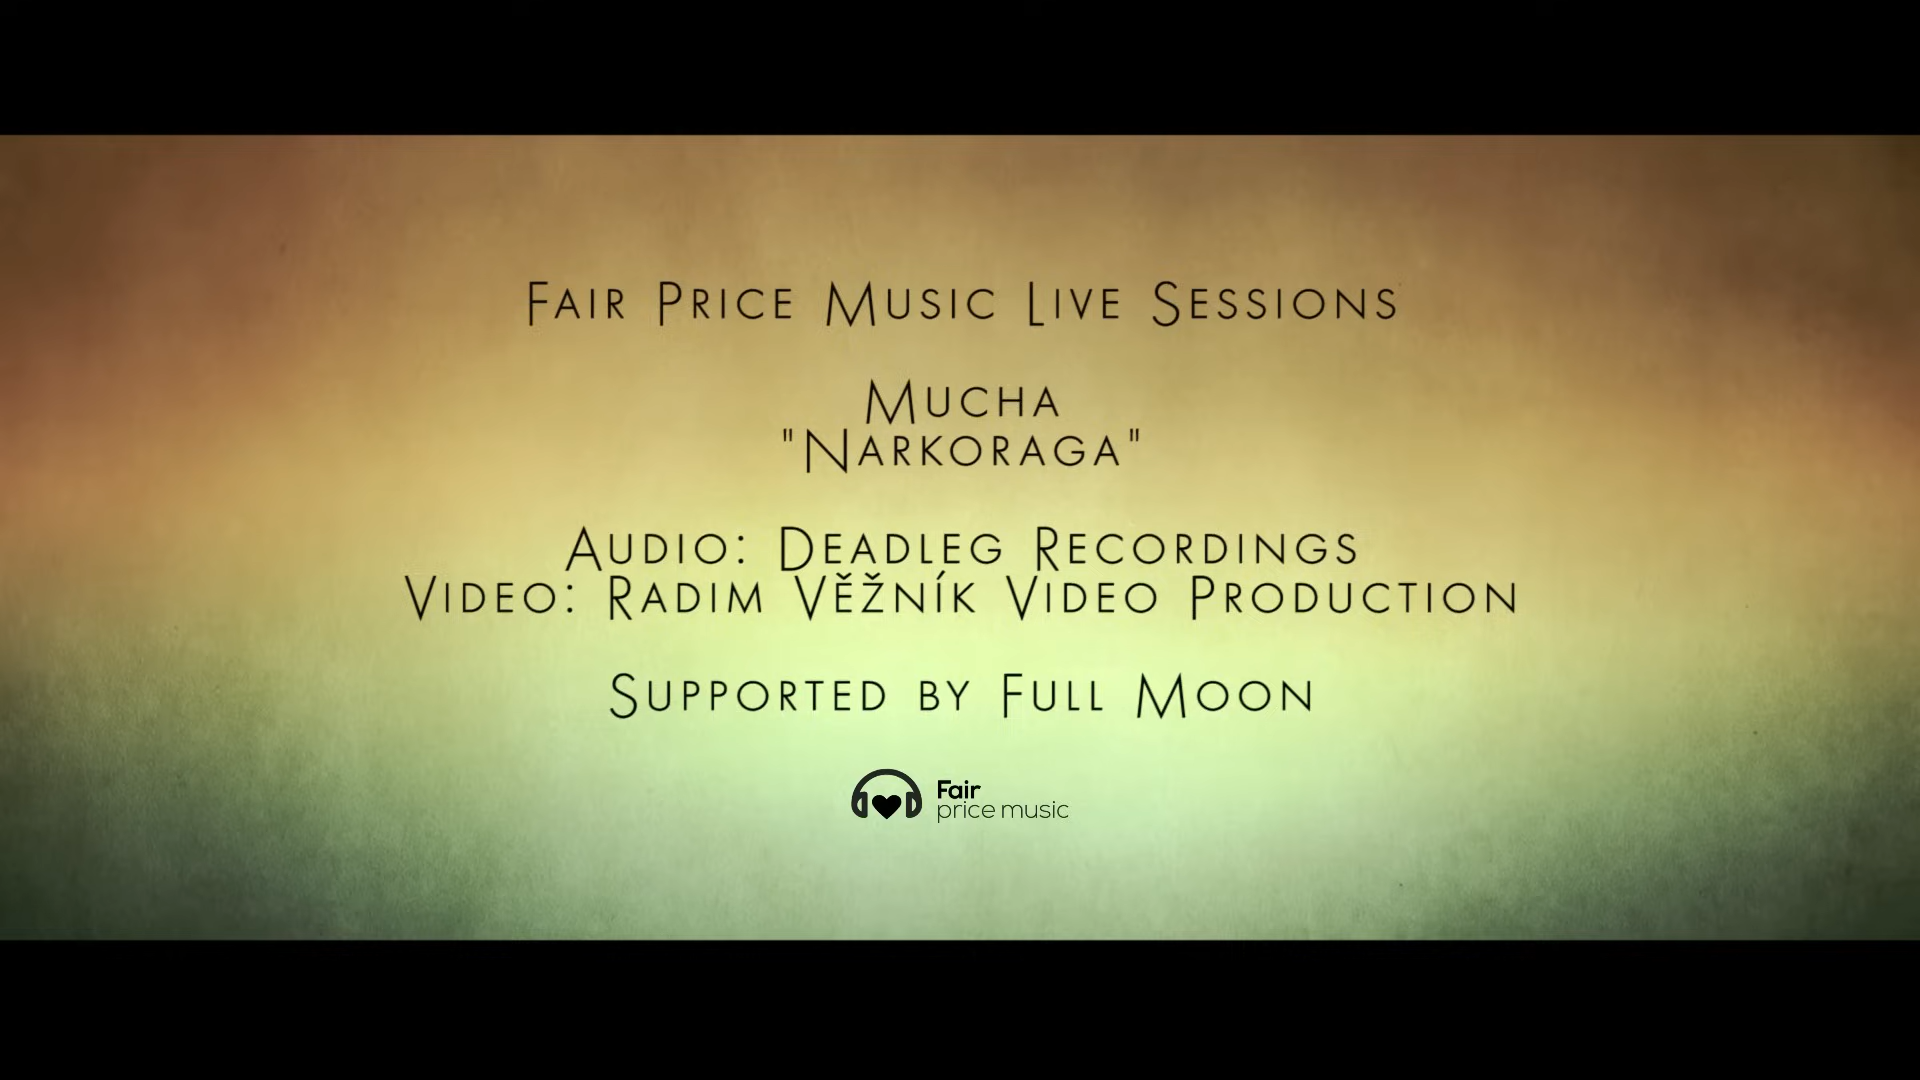 Fair Price Music Live Sessions
Mucha
"Narkoraga"
Audio: Deadleg Recordings
Video: Radim Věžník Video Production
Supported by Full Moon
Fair
price music